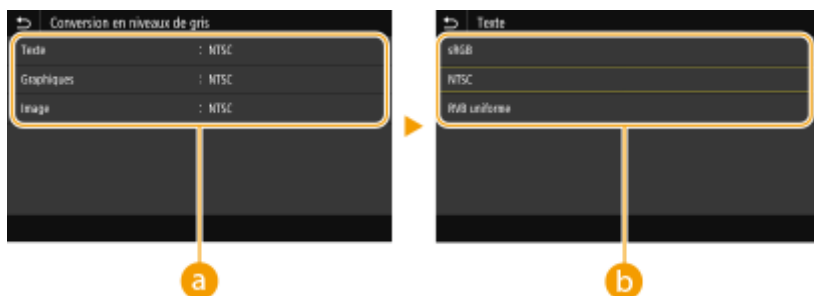 Conversion en niveaux de gris
Texte : NTSC
Graphiques : NTSC
Image : NTSC
a
Texte
sRGB
NTSC
RVB uniforme
b